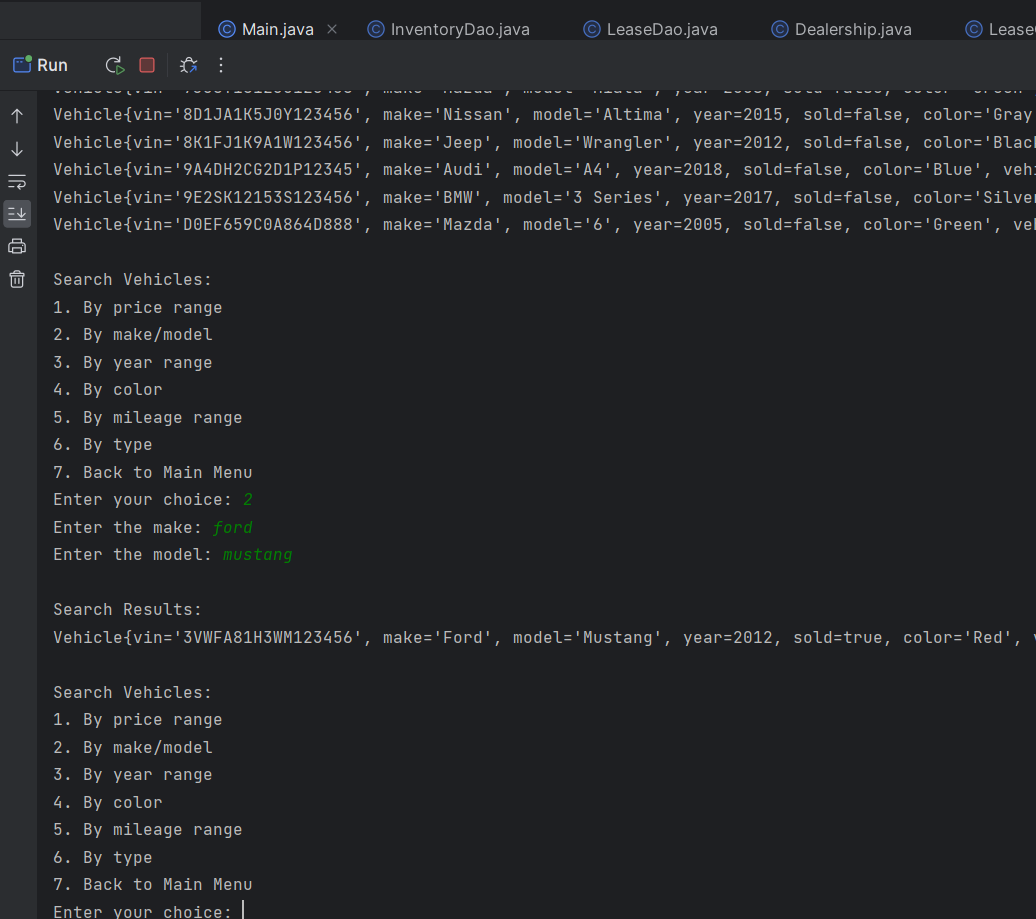 Main.java
InventoryDao.java
LeaseDao.java
Dealership.java
Lease
Run
Vehicle{vin='8D1JA1K5J0Y123456', make='Nissan', model='Altima', year=2015, sold=false, color='Gray
Vehicle{vin='8K1FJ1K9A1W123456', make='Jeep', model='Wrangler', year=2012, sold=false, color='Black
Vehicle{vin='9A4DH2CG2D1P12345', make='Audi', model='A4', year=2018, sold=false, color='Blue', vehi
Vehicle{vin='9E2SK12153S123456', make='BMW', model='3 Series', year=2017, sold=false, color='Silver
Vehicle{vin='D0EF659C0A864D888', make='Mazda', model='6', year=2005, sold=false, color='Green', veh
Search Vehicles:
1. By price range
2. By make/model
3. By year range
4. By color
5. By mileage range
6. By type
7. Back to Main Menu
Enter your choice: 2
Enter the make: ford
Enter the model: mustang
Search Results:
Vehicle{vin='3VWFA81H3WM123456', make='Ford', model='Mustang', year=2012, sold=true, color='Red', v
Search Vehicles:
1. By price range
2. By make/model
3. By year range
4. By color
5. By mileage range
6. By type
7. Back to Main Menu
Enter your choice: